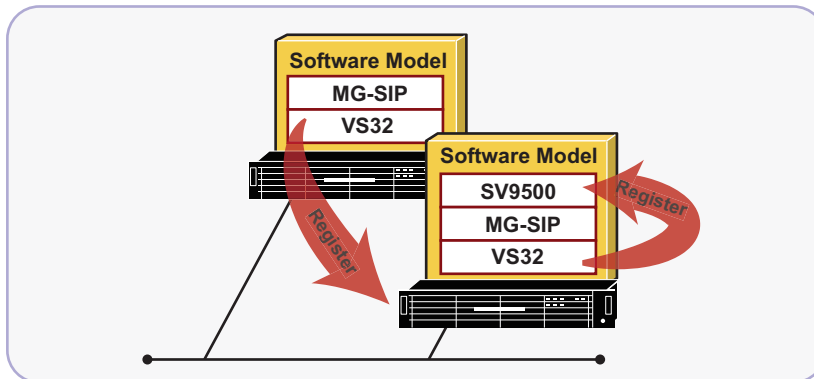 Software Model
MG-SIP
VS32
Register
Software Model
SV9500
MG-SIP
VS32
Register